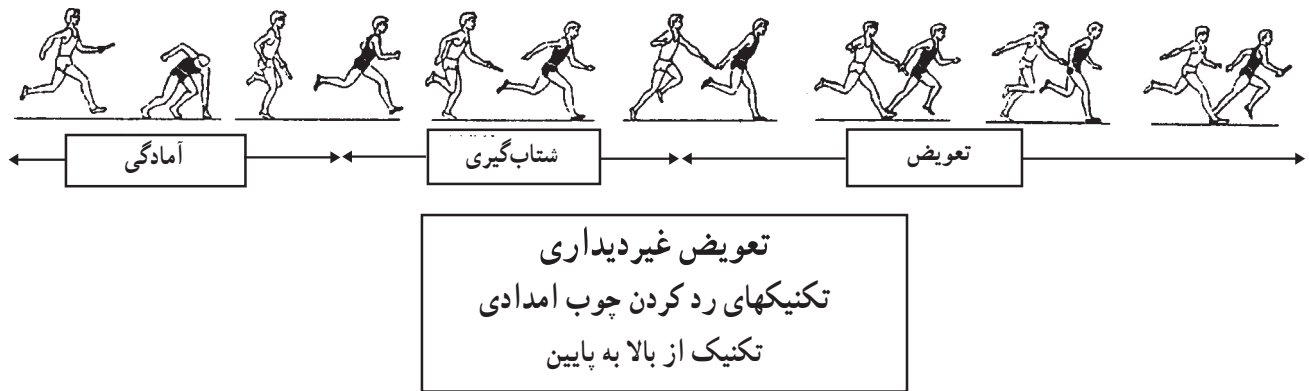 آمادگی
شتاب‌گیری
تعویض
تعویض غیردیداری
تکنیکهای رد کردن چوب امدادی
تکنیک از بالا به پایین